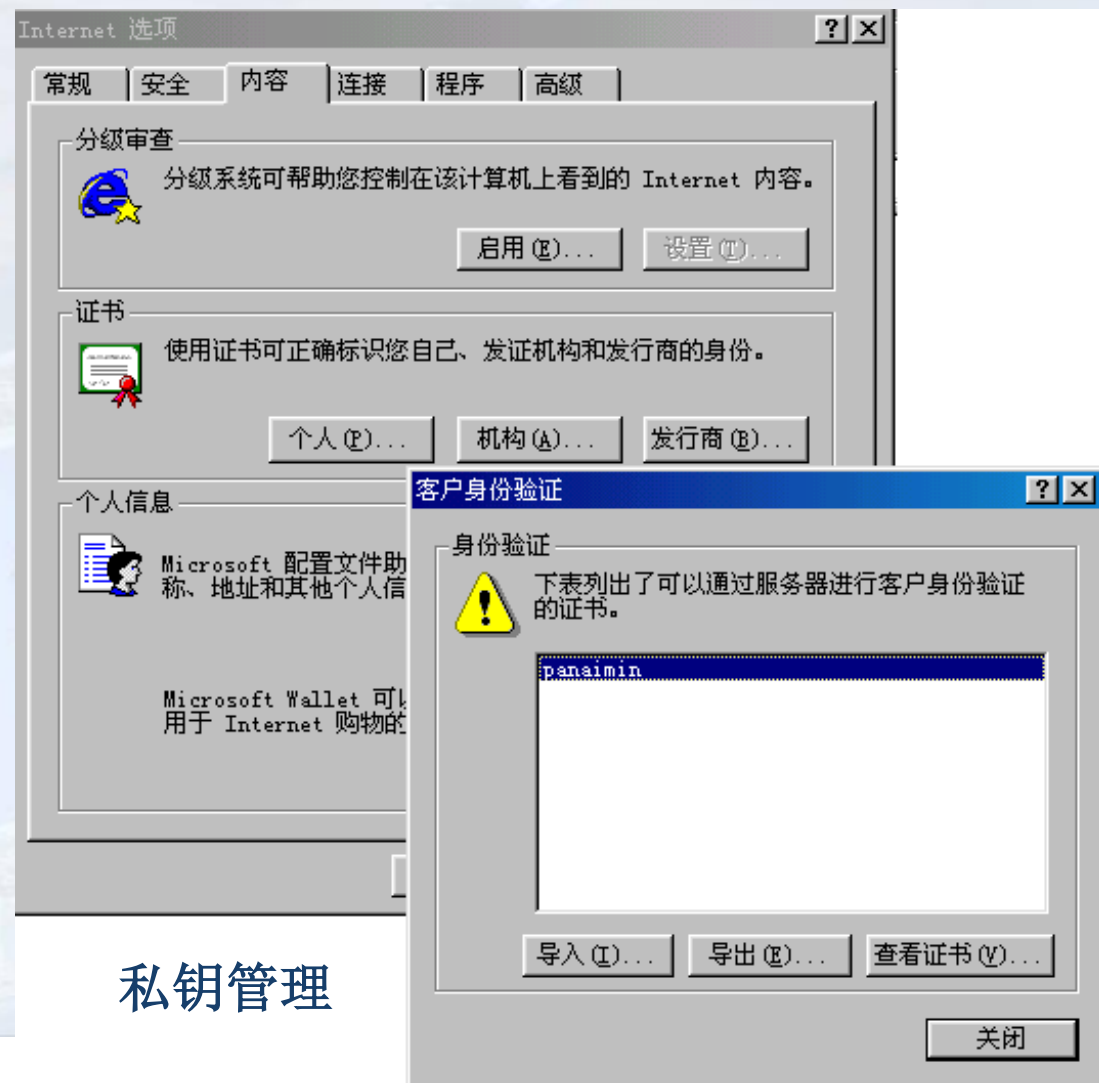 Internet 选项
常规 安全 内容 连接 程序 高级
分级审查
分级系统可帮助您控制在该计算机上看到的 Internet 内容。
启用(E)... 设置(T)...
证书
使用证书可正确标识您自己、发证机构和发行商的身份。
个人(P)... 机构(A)... 发行商(B)...
个人信息
Microsoft 配置文件助
称、地址和其他个人信
Microsoft Wallet 可以
用于 Internet 购物的
客户身份验证
身份验证
下表列出了可以通过服务器进行客户身份验证
的证书。
panaimin
导入(I)... 导出(E)... 查看证书(V)...
关闭
私钥管理